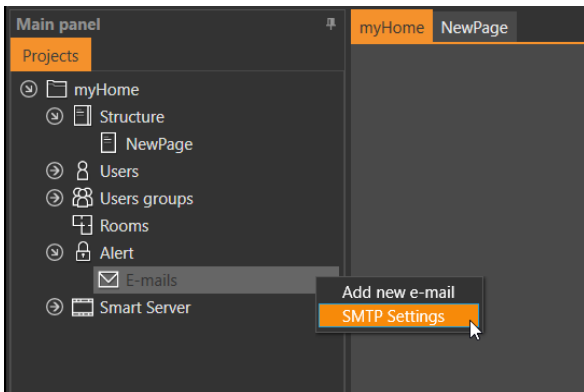 Main panel
myHome NewPage
Projects
myHome
Structure
NewPage
Users
Users groups
Rooms
Alert
E-mails
Add new e-mail
SMTP Settings
Smart Server